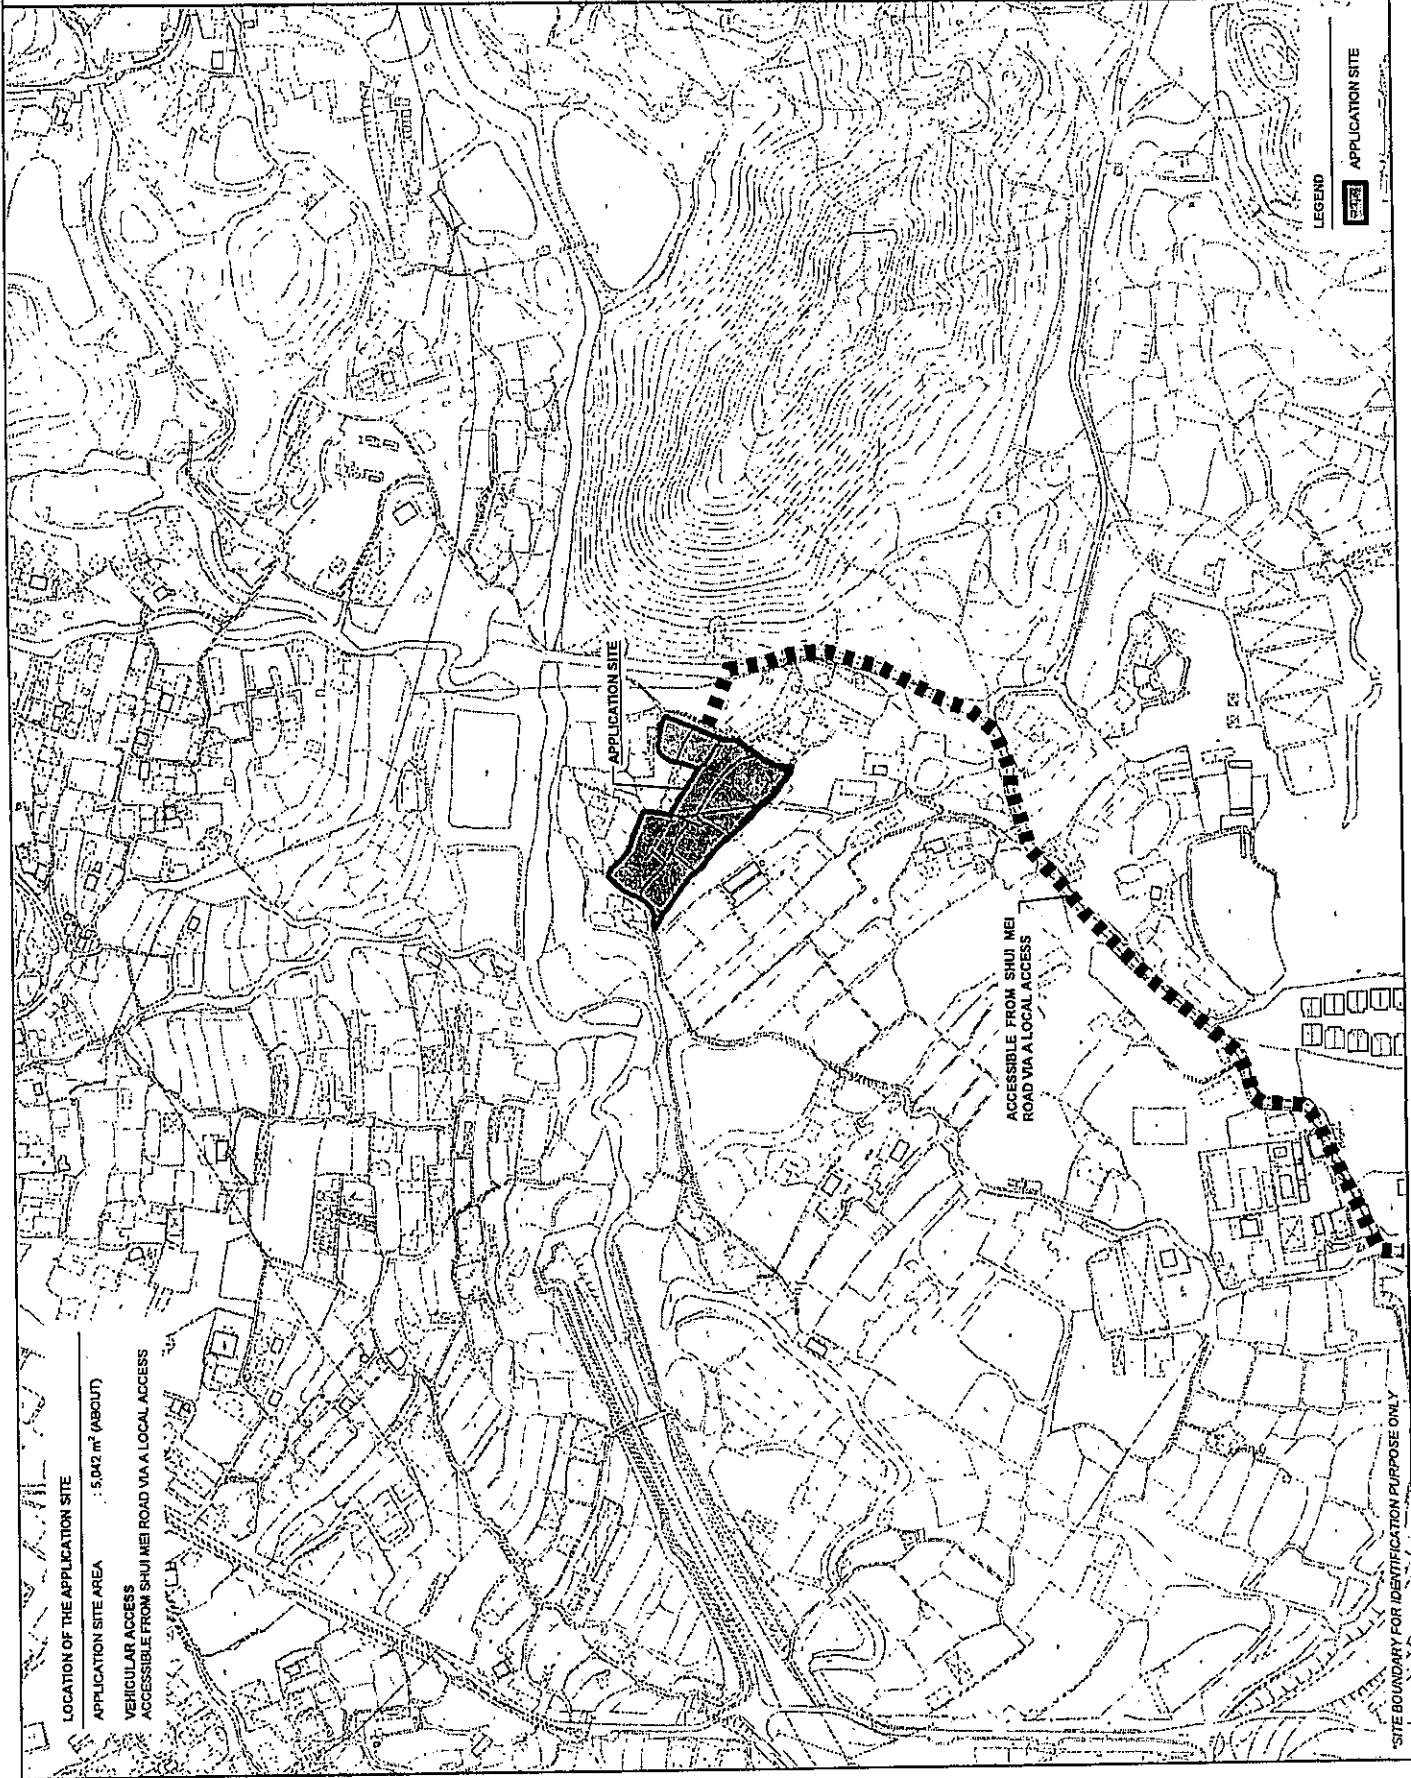 LOCATION OF THE APPLICATION SITE
APPLICATION SITE AREA : 5,042 m² (ABOUT)
VEHICULAR ACCESS
ACCESSIBLE FROM SHUI MEI ROAD VIA A LOCAL ACCESS
APPLICATION SITE
ACCESSIBLE FROM SHUI MEI
ROAD VIA A LOCAL ACCESS
LEGEND
APPLICATION SITE
*SITE BOUNDARY FOR IDENTIFICATION PURPOSE ONLY